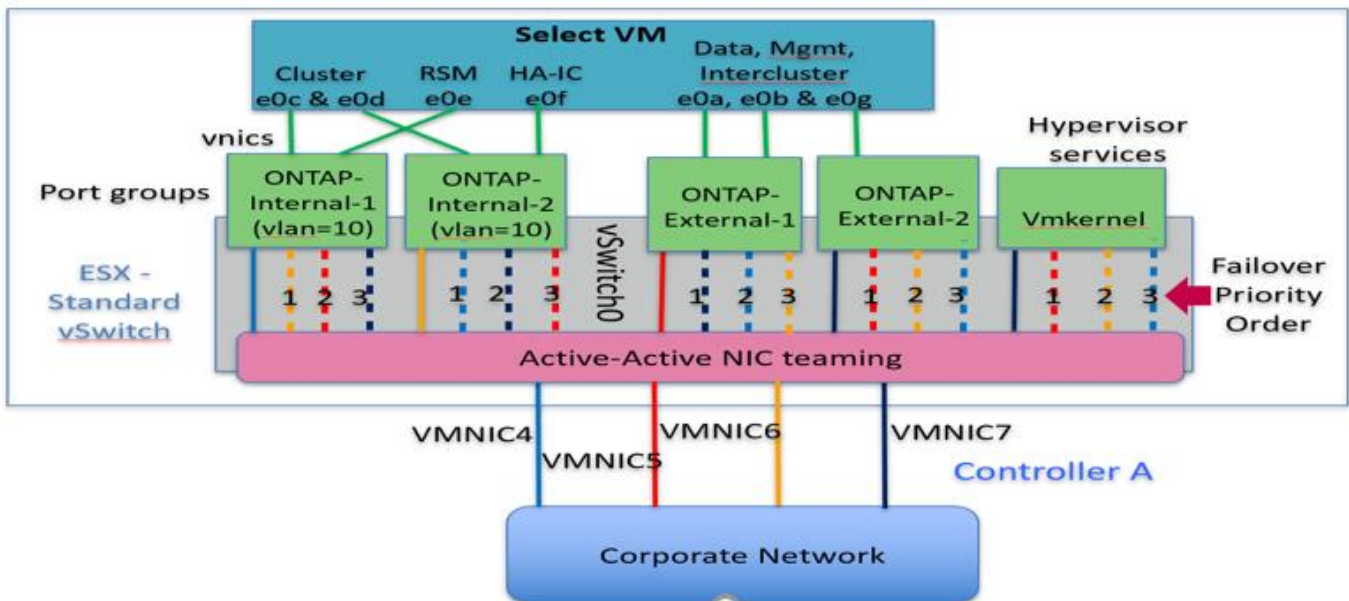 Select VM
Cluster
e0c & e0d
RSM
e0e
HA-IC
e0f
Data, Mgmt,
Intercluster
e0a, e0b & e0g
vnics
Hypervisor
services
Port groups
ONTAP-
Internal-1
(vlan=10)
ONTAP-
Internal-2
(vlan=10)
vSwitch0
ONTAP-
External-1
ONTAP-
External-2
Vmkernel
ESX -
Standard
vSwitch
1 2 3
1 2 3
1 2 3
1 2 3
1 2 3
Failover
Priority
Order
Active-Active NIC teaming
VMNIC4
VMNIC5
VMNIC6
VMNIC7
Controller A
Corporate Network